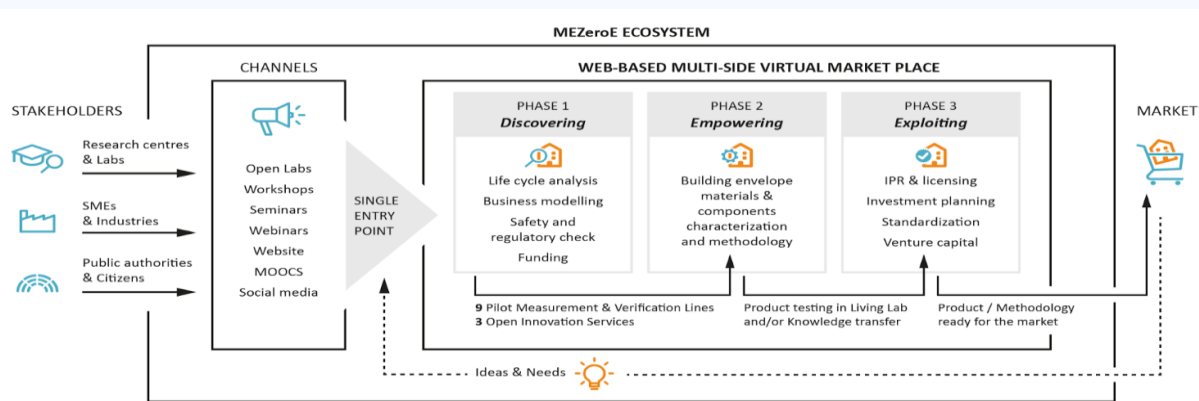 MEZeroE ECOSYSTEM
STAKEHOLDERS
Research centres
& Labs
SMEs
& Industries
Public authorities
& Citizens
CHANNELS
Open Labs
Workshops
Seminars
Webinars
Website
MOOCS
Social media
SINGLE
ENTRY
POINT
WEB-BASED MULTI-SIDE VIRTUAL MARKET PLACE
PHASE 1
Discovering
Life cycle analysis
Business modelling
Safety and
regulatory check
Funding
PHASE 2
Empowering
Building envelope
materials &
components
characterization
and methodology
PHASE 3
Exploiting
IPR & licensing
Investment planning
Standardization
Venture capital
9 Pilot Measurement & Verification Lines
3 Open Innovation Services
Product testing in Living Lab
and/or Knowledge transfer
Product / Methodology
ready for the market
MARKET
Ideas & Needs